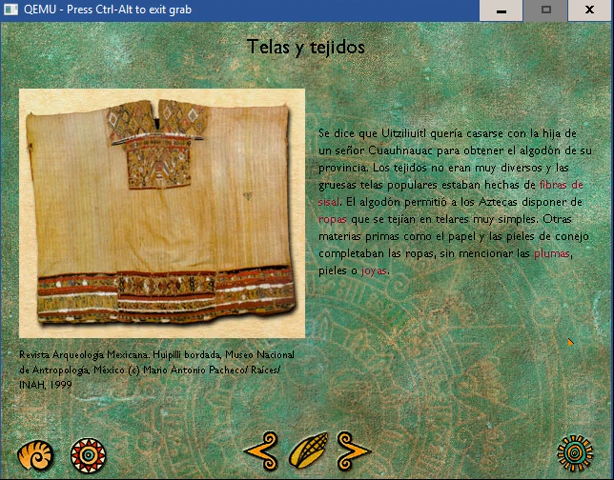 QEMU - Press Ctrl-Alt to exit grab
Telas y tejidos
Se dice que Uitziliuitl quería casarse con la hija de
un señor Cuauhnauac para obtener el algodón de su
provincia. Los tejidos no eran muy diversos y las
gruesas telas populares estaban hechas de fibras de
sisal. El algodón permitió a los Aztecas disponer de
ropas que se tejían en telares muy simples. Otras
materias primas como el papel y las pieles de conejo
completaban las ropas, sin mencionar las plumas,
pieles o joyas.
Revista Arqueología Mexicana. Huipilli bordada, Museo Nacional
de Antropología, México (c) Mario Antonio Pacheco/ Raíces/
INAH, 1999